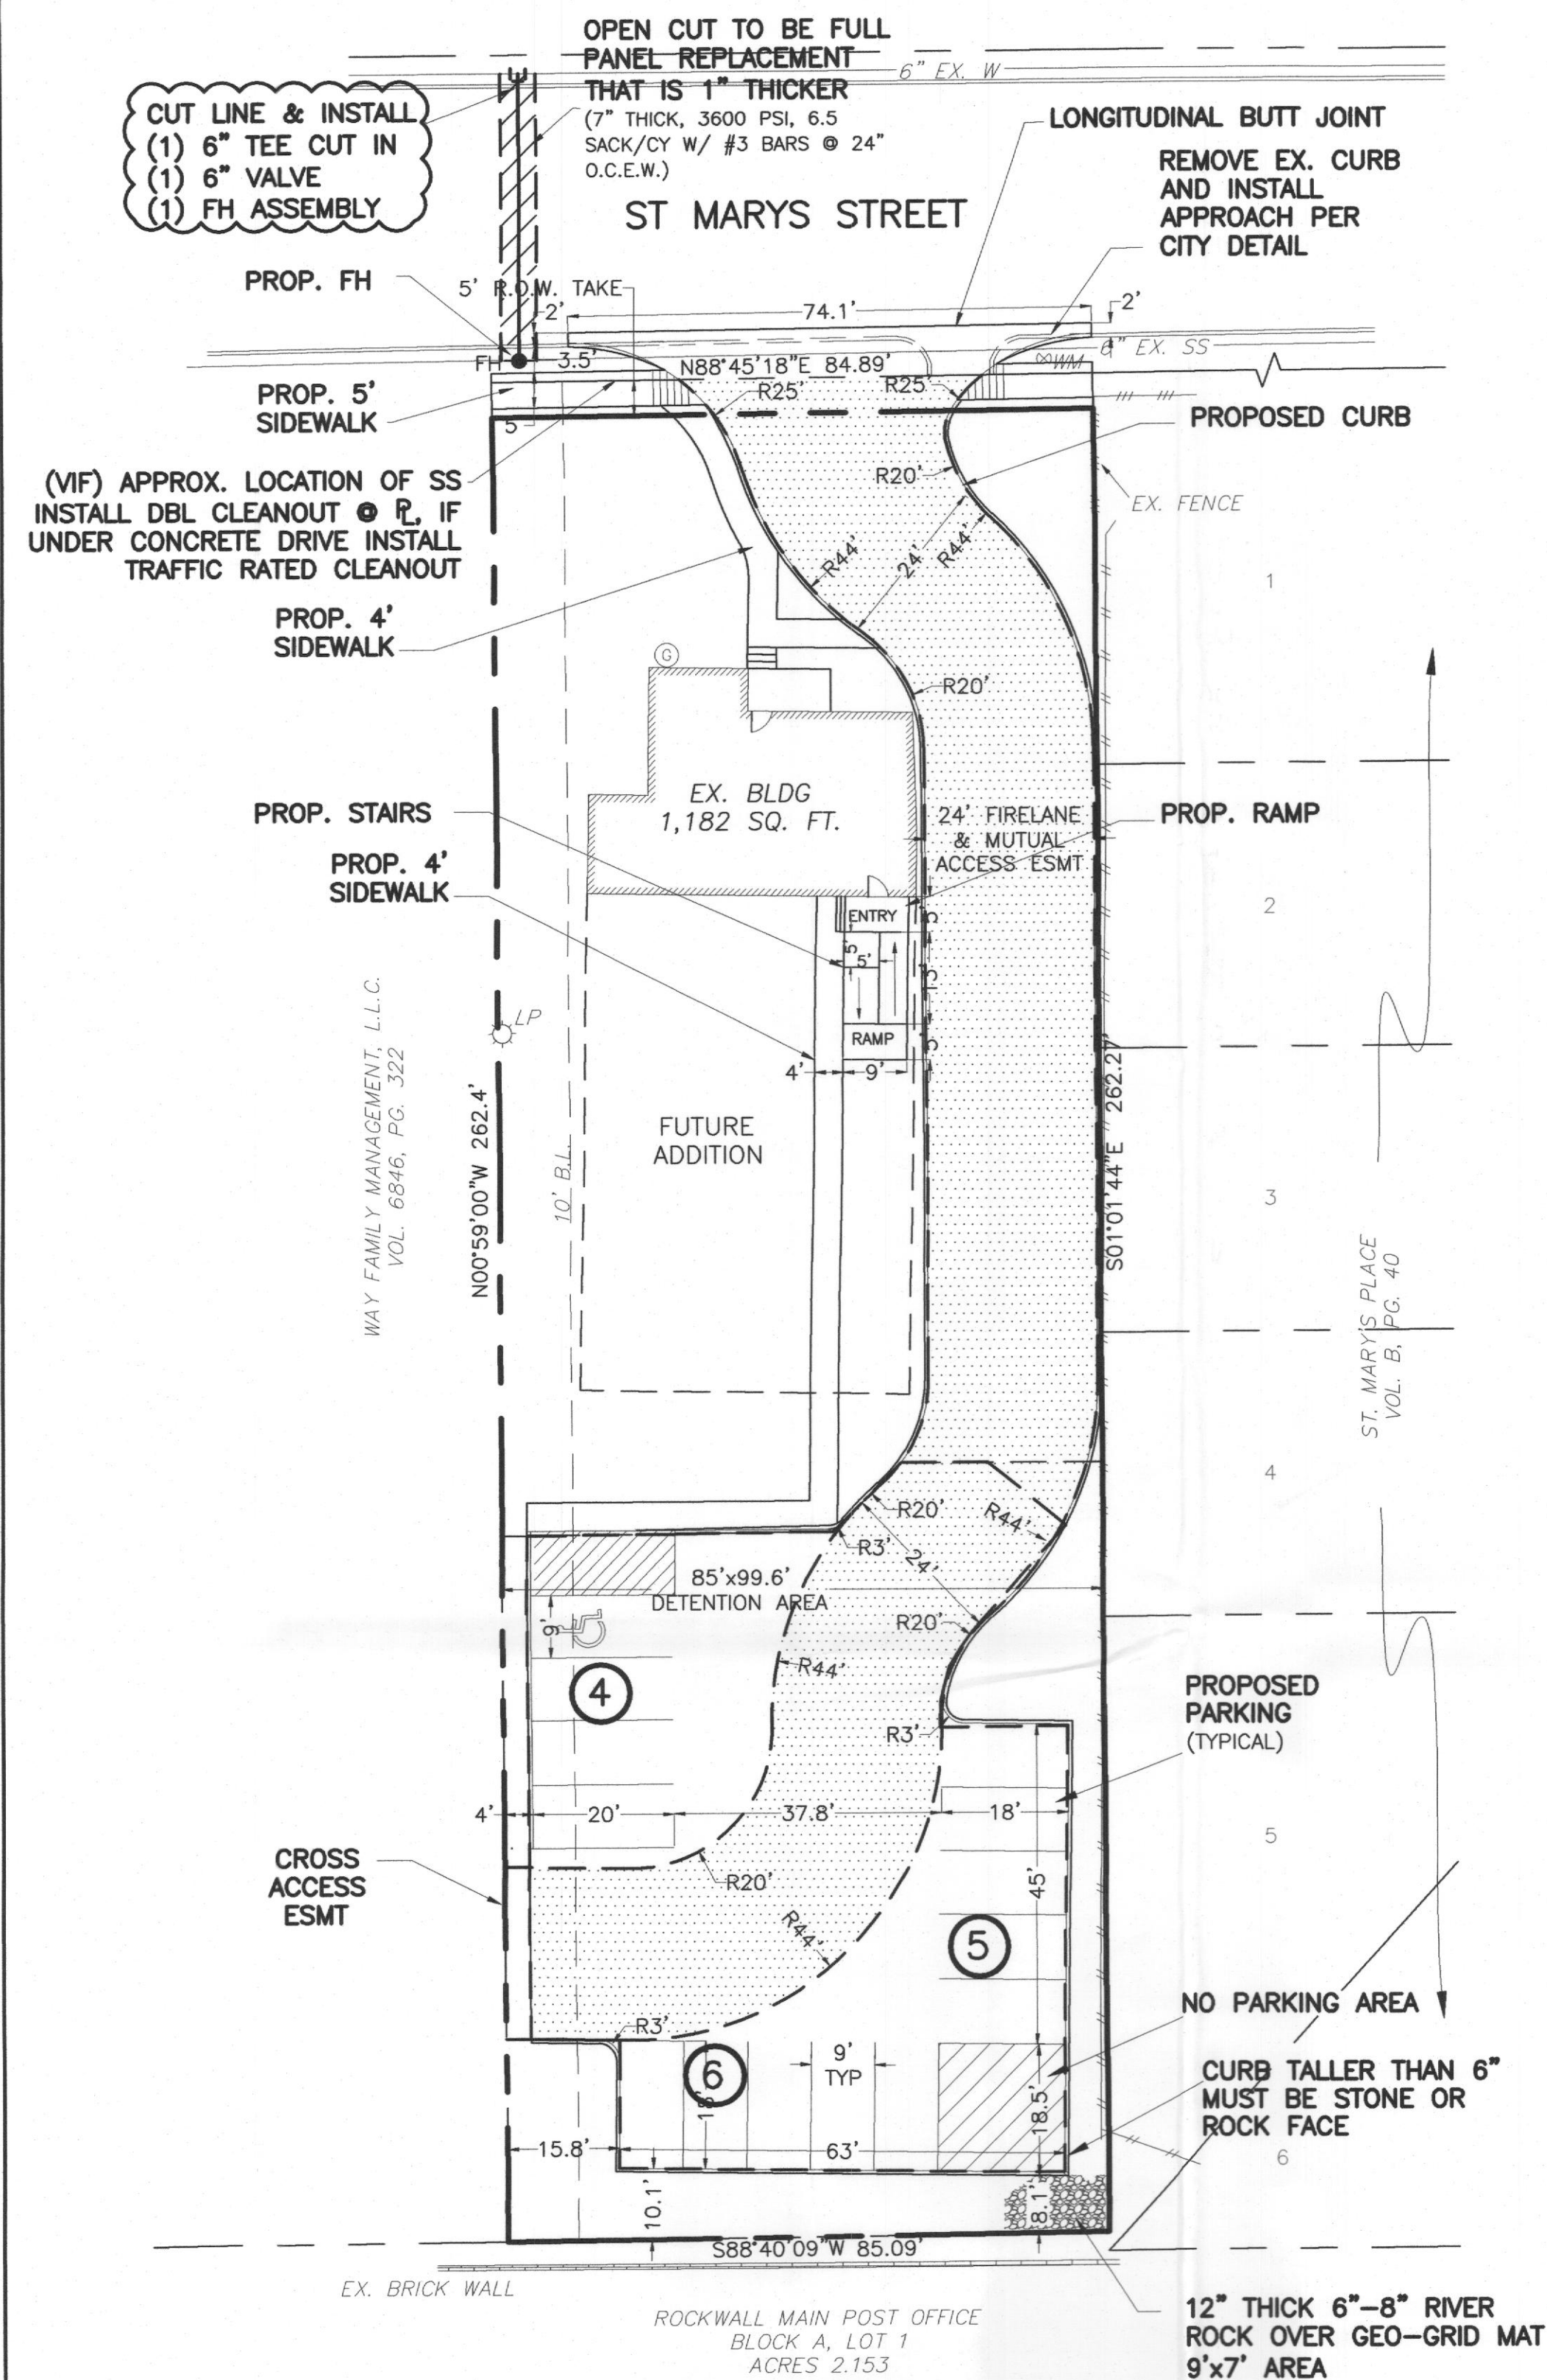 OPEN CUT TO BE FULL
PANEL REPLACEMENT
THAT IS 1" THICKER
(7" THICK, 3600 PSI, 6.5
SACK/CY W/ #3 BARS @ 24"
O.C.E.W.)
6" EX. W
CUT LINE & INSTALL
(1) 6" TEE CUT IN
(1) 6" VALVE
(1) FH ASSEMBLY
LONGITUDINAL BUTT JOINT
REMOVE EX. CURB
AND INSTALL
APPROACH PER
CITY DETAIL
ST MARYS STREET
PROP. FH
5' R.O.W. TAKE
2'
74.1'
2'
6" EX. SS
FH
3.5'
N88°45'18"E 84.89'
WM
PROP. 5'
SIDEWALK
R25'
R25'
5'
PROPOSED CURB
(VIF) APPROX. LOCATION OF SS
INSTALL DBL CLEANOUT @ PL, IF
UNDER CONCRETE DRIVE INSTALL
TRAFFIC RATED CLEANOUT
R20'
EX. FENCE
R44'
24'
R44'
1
PROP. 4'
SIDEWALK
G
R20'
EX. BLDG
1,182 SQ. FT.
PROP. STAIRS
24' FIRELANE
& MUTUAL
ACCESS ESMT
PROP. RAMP
PROP. 4'
SIDEWALK
2
ENTRY
5'
5'
5'
13'
RAMP
5'
4'
9'
LP
WAY FAMILY MANAGEMENT, L.L.C.
VOL. 6846, PG. 322
N00°59'00"W 262.4'
10' B.L.
FUTURE
ADDITION
S01°01'44"E 262.27'
3
ST. MARY'S PLACE
VOL. B, PG. 40
4
R20'
R44'
R3'
24'
85'x99.6'
DETENTION AREA
9'
R20'
R44'
4
R3'
PROPOSED
PARKING
(TYPICAL)
4'
20'
37.8'
18'
5
CROSS
ACCESS
ESMT
R20'
45'
R44'
5
NO PARKING AREA
R3'
6
18'
9'
TYP
18.5'
CURB TALLER THAN 6"
MUST BE STONE OR
ROCK FACE
15.8'
63'
6
10.1'
8.1'
S88°40'09"W 85.09'
EX. BRICK WALL
ROCKWALL MAIN POST OFFICE
BLOCK A, LOT 1
ACRES 2.153
12" THICK 6"-8" RIVER
ROCK OVER GEO-GRID MAT
9'x7' AREA